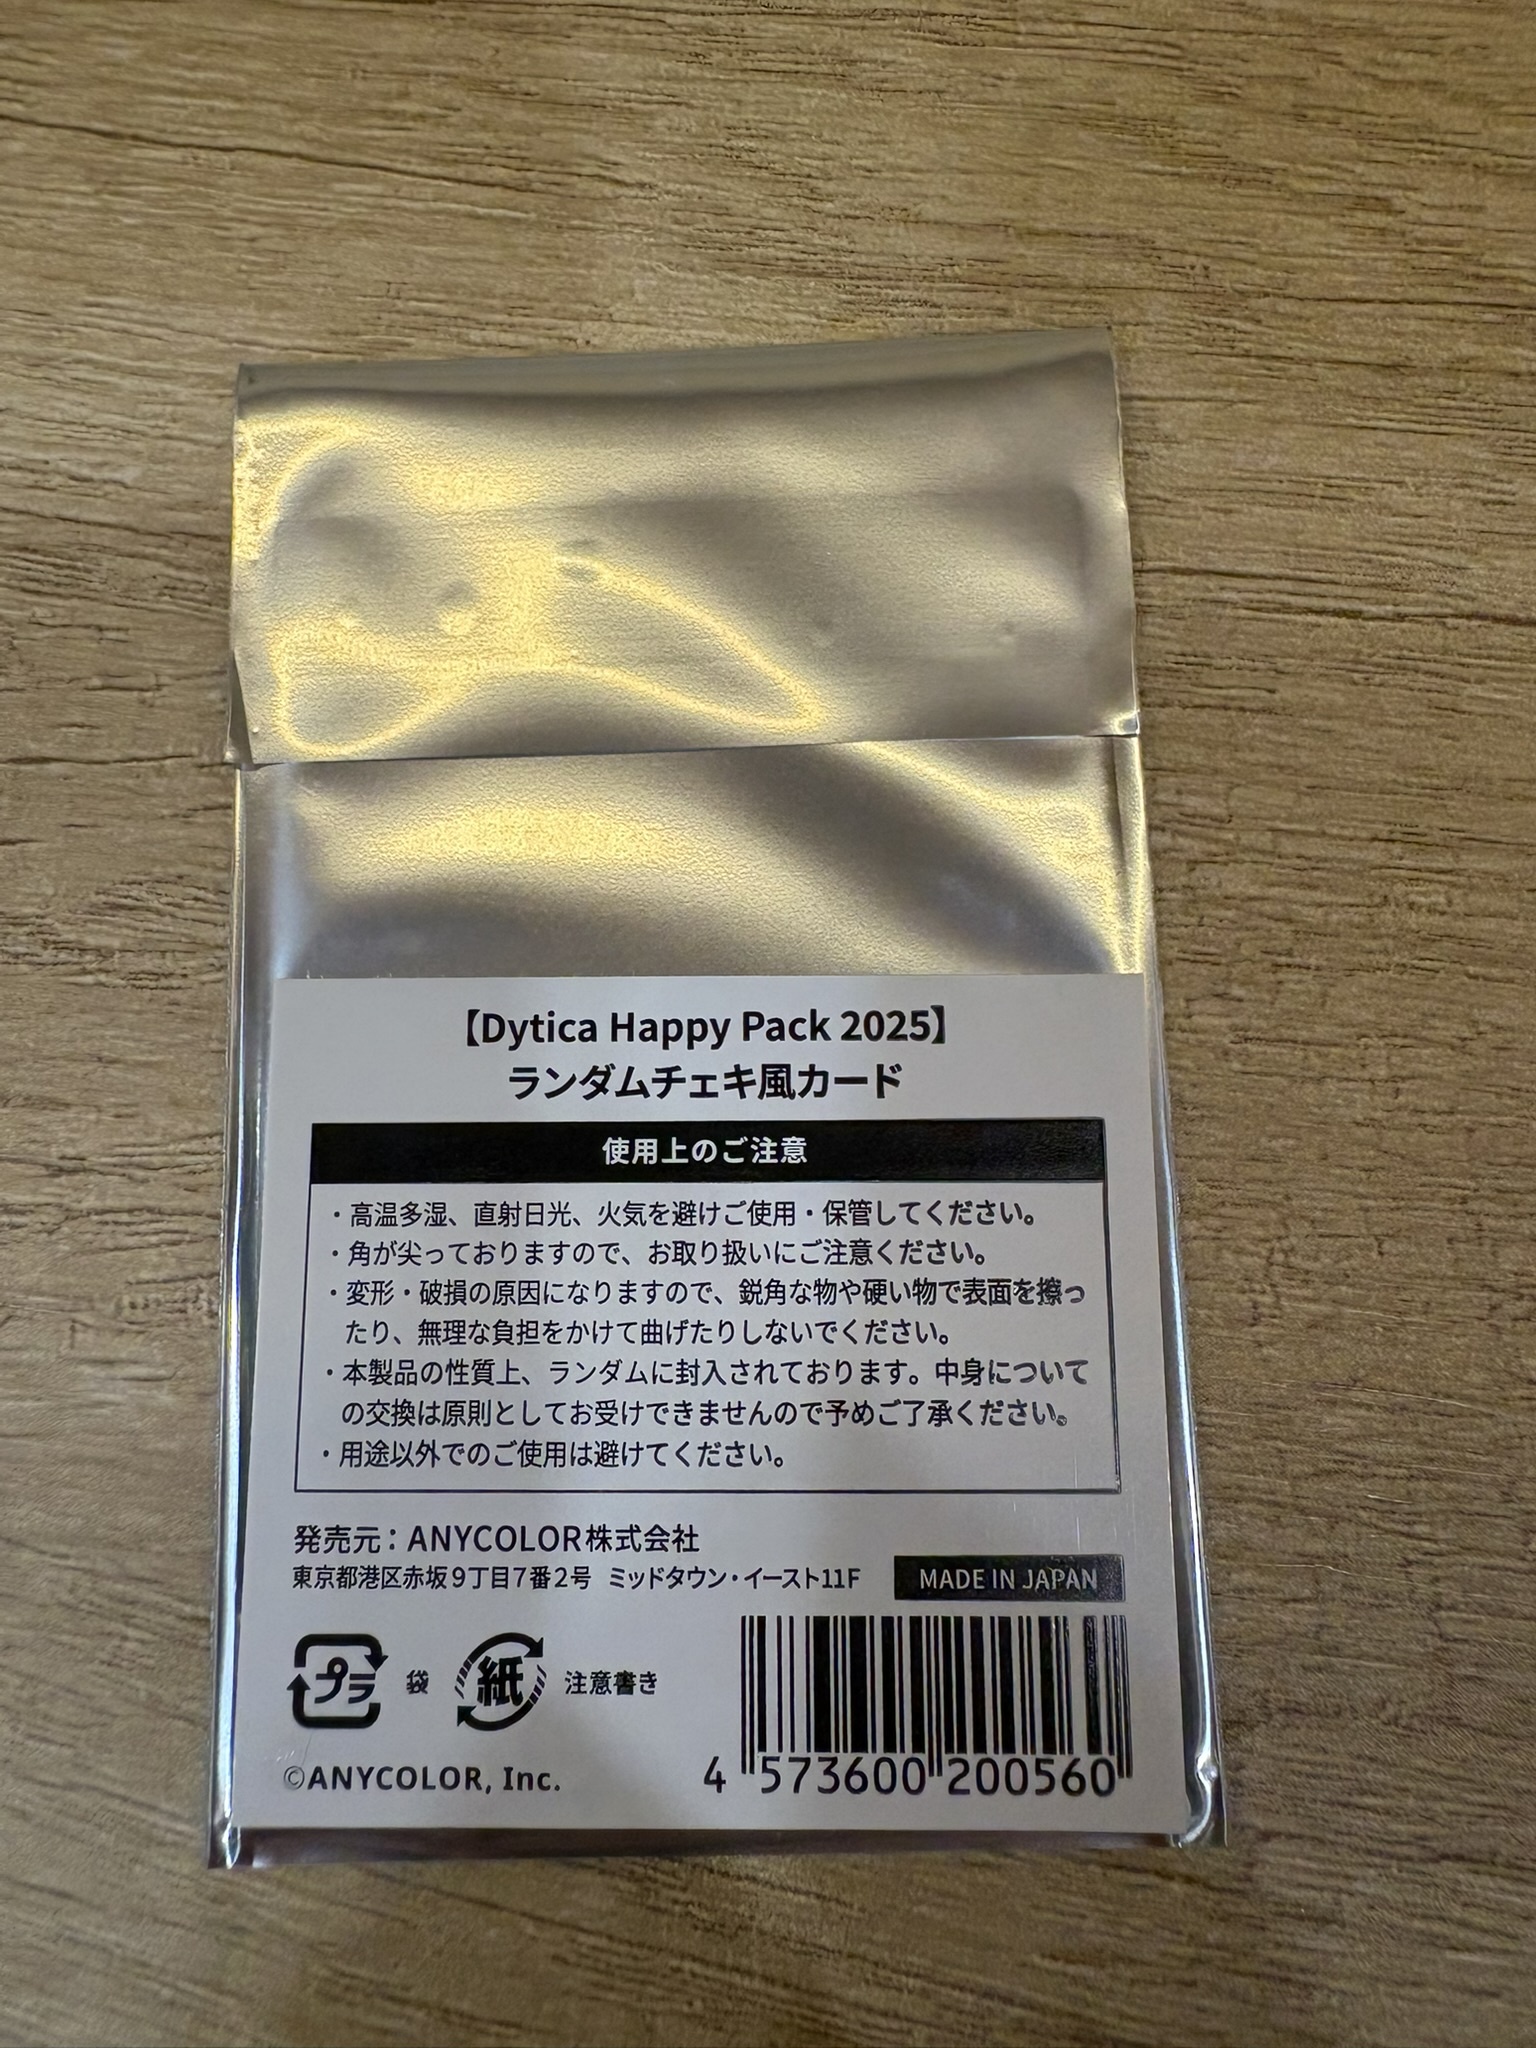 【Dytica Happy Pack 2025】
ランダムチェキ風カード
使用上のご注意
・高温多湿、直射日光、火気を避けご使用・保管してください。
・角が尖っておりますので、お取り扱いにご注意ください。
・変形・破損の原因になりますので、鋭角な物や硬い物で表面を擦っ
たり、無理な負担をかけて曲げたりしないでください。
・本製品の性質上、ランダムに封入されております。中身について
の交換は原則としてお受けできませんので予めご了承ください。
・用途以外でのご使用は避けてください。
発売元：ANYCOLOR株式会社
東京都港区赤坂9丁目7番2号 ミッドタウン・イースト11F
MADE IN JAPAN
プラ 袋 紙 注意書き
©ANYCOLOR, Inc.
4 573600 200560